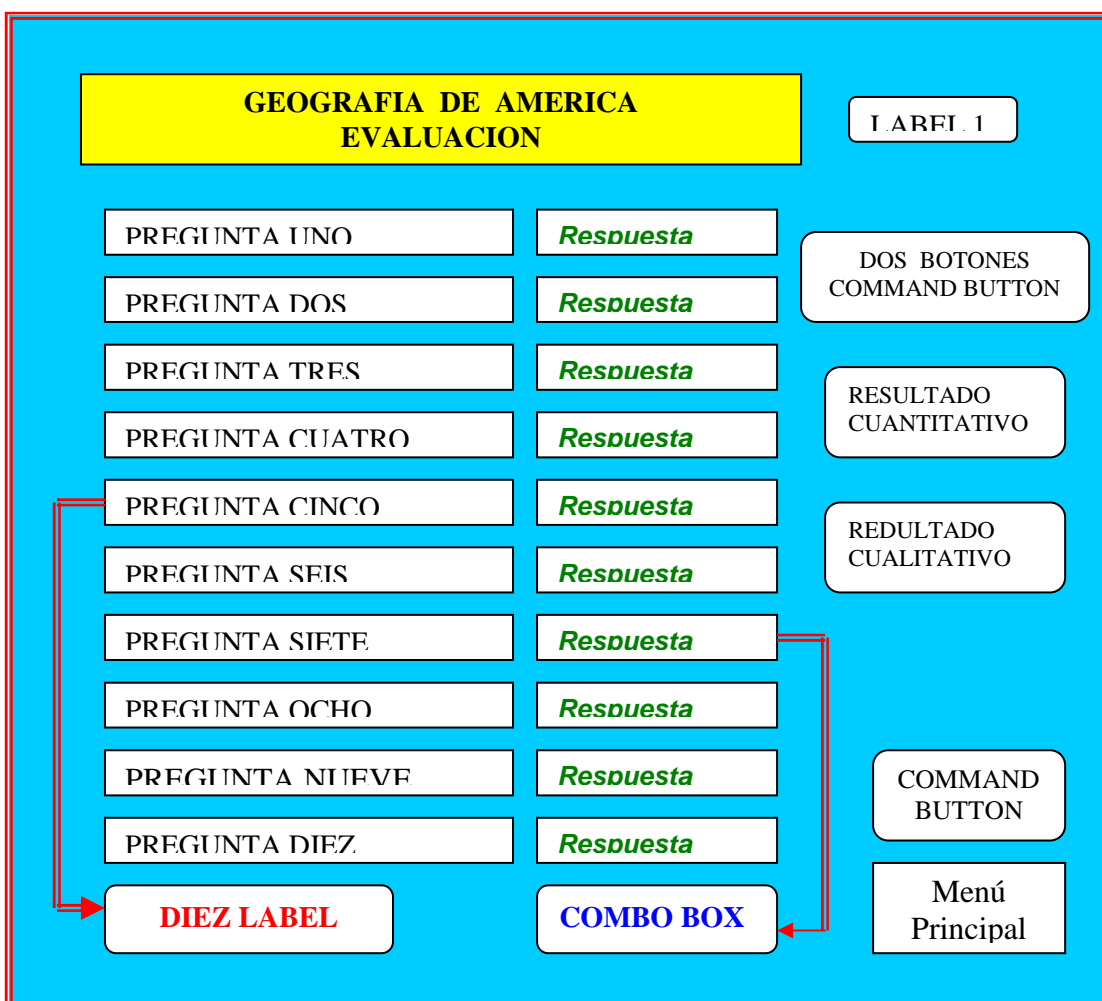 GEOGRAFIA DE AMERICA
EVALUACION
LABEL 1
PREGUNTA UNO
Respuesta
DOS BOTONES
COMMAND BUTTON
PREGUNTA DOS
Respuesta
PREGUNTA TRES
Respuesta
RESULTADO
CUANTITATIVO
PREGUNTA CUATRO
Respuesta
PREGUNTA CINCO
Respuesta
REDULTADO
CUALITATIVO
PREGUNTA SEIS
Respuesta
PREGUNTA SIETE
Respuesta
PREGUNTA OCHO
Respuesta
PREGUNTA NUEVE
Respuesta
COMMAND
BUTTON
PREGUNTA DIEZ
Respuesta
DIEZ LABEL
COMBO BOX
Menú
Principal